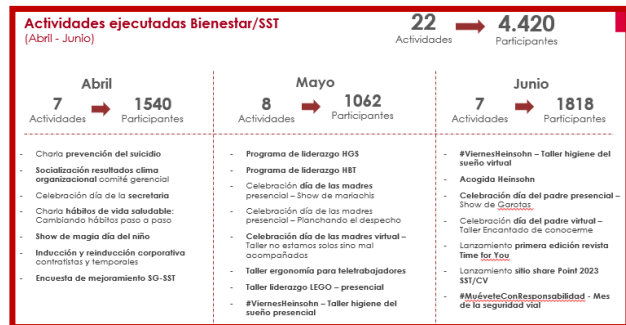 Actividades ejecutadas Bienestar/SST
(Abril - Junio)
22
Actividades
4.420
Participantes
Abril
7
Actividades
1540
Participantes
- Charla prevención del suicidio
- Socialización resultados clima
organizacional comité gerencial
- Celebración día de la secretaria
- Charla hábitos de vida saludable:
Cambiando hábitos paso a paso
- Show de magia día del niño
- Inducción y reinducción corporativa
contratistas y temporales
- Encuesta de mejoramiento SG-SST
Mayo
8
Actividades
1062
Participantes
- Programa de liderazgo HGS
- Programa de liderazgo HBT
- Celebración día de las madres
presencial – Show de mariachis
- Celebración día de las madres
presencial – Planchando el despecho
- Celebración día de las madres virtual –
Taller no estamos solas sino mal
acompañados
- Taller ergonomía para teletrabajadores
- Taller liderazgo LEGO – presencial
- #ViernesHeinsohn – Taller higiene del
sueño presencial
Junio
7
Actividades
1818
Participantes
- #ViernesHeinsohn – Taller higiene del
sueño virtual
- Acogida Heinsohn
- Celebración día del padre presencial –
Show de Garotas
- Celebración día del padre virtual –
Taller Encantado de conocerme
- Lanzamiento primera edición revista
Time for You
- Lanzamiento sitio share Point 2023
SST/CV
- #MuéveteConResponsabilidad - Mes
de la seguridad vial